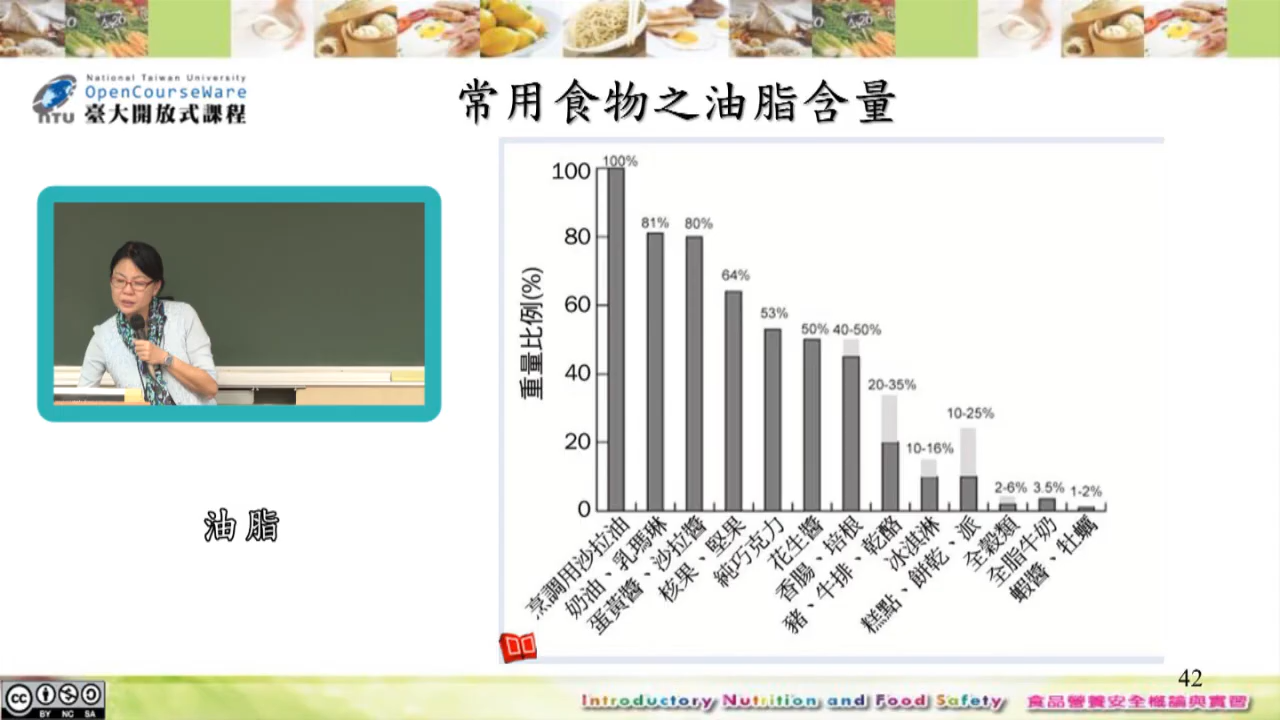 National Taiwan University
OpenCourseWare
NTU 臺大開放式課程
常用食物之油脂含量
重量比例(%)
100
80
60
40
20
0
100%
81%
80%
64%
53%
50%
40-50%
20-35%
10-16%
10-25%
2-6%
3.5%
1-2%
烹調用沙拉油
奶油、乳瑪琳
蛋黃醬、沙拉醬
核果、堅果
純巧克力
花生醬
香腸、培根
豬、牛排、乾酪
冰淇淋
糕點、餅乾、派
全穀類
全脂牛奶
蝦醬、牡蠣
油脂
42
cc BY NC SA
Introductory Nutrition and Food Safety 食品營養安全概論與實習